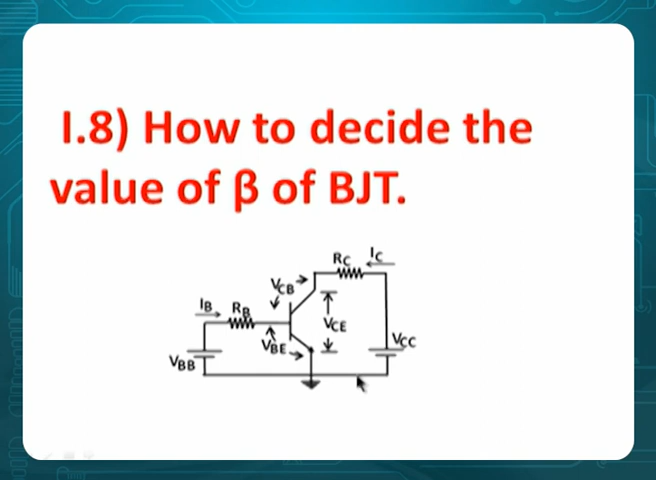 I.8) How to decide the
value of β of BJT.
RC IC
VCB
IB RB
VCE
VBE
VCC
VBB